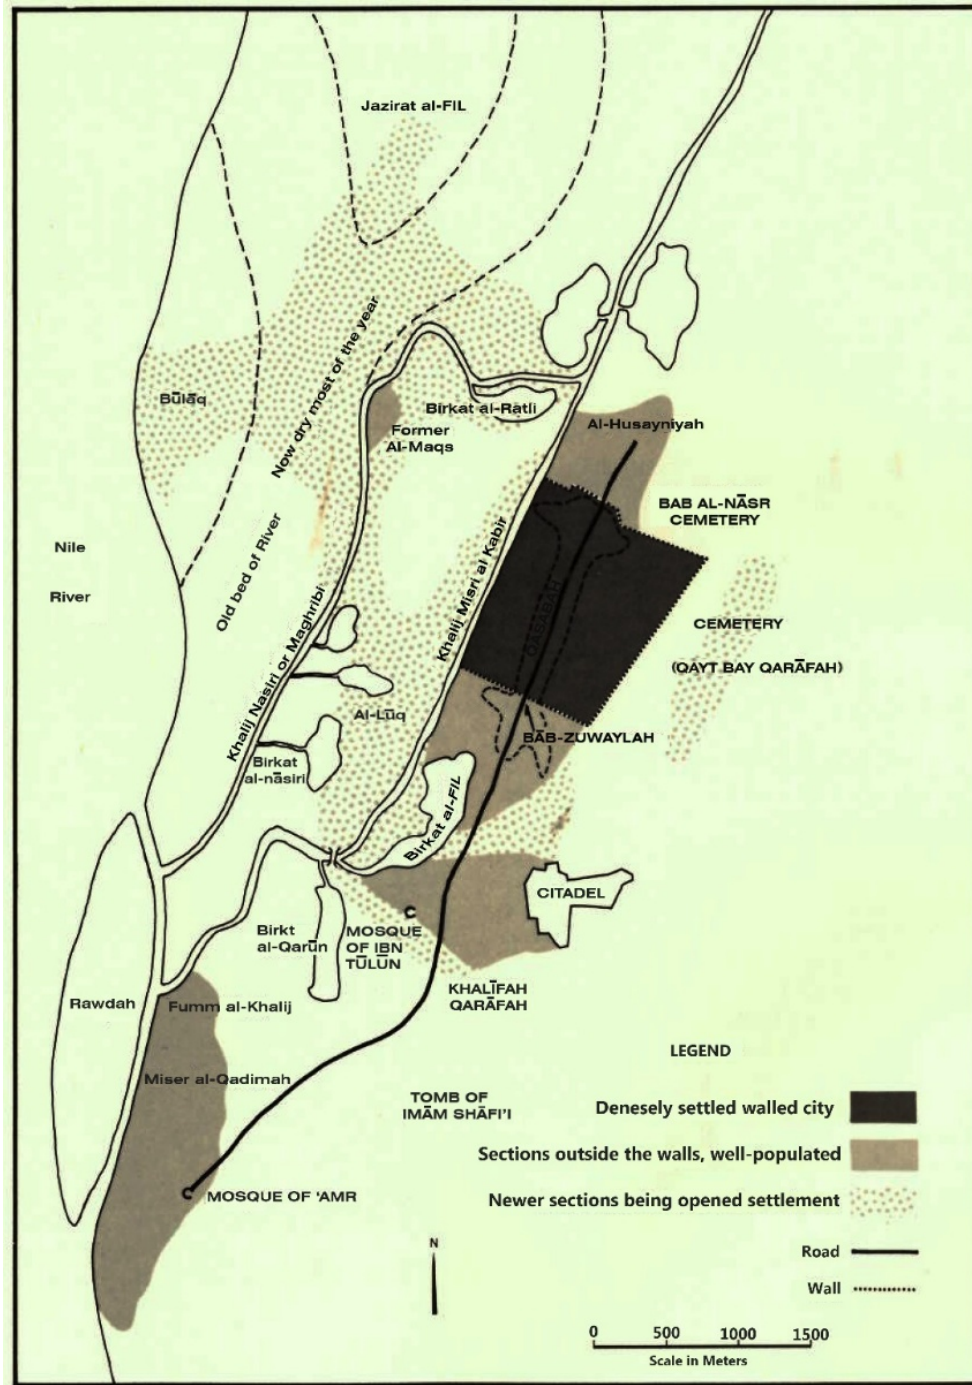 Jazirat al-FIL
Būlāq
Now dry most of the year
Birkat al-Ratli
Former
Al-Maqs
Al-Husayniyah
BAB AL-NĀSR
CEMETERY
Nile
River
Old bed of River
Khalij Misri al Kabir
QASABAH
CEMETERY
(QAYT BAY QARĀFAH)
Khalij Nasiri or Maghribi
Al-Lūq
BĀB-ZUWAYLAH
Birkat
al-nāsiri
Birkat al-FIL
CITADEL
Birkt
al-Qarūn
MOSQUE
OF IBN
TŪLŪN
KHALĪFAH
QARĀFAH
Rawdah
Fumm al-Khalij
Miser al-Qadimah
TOMB OF
IMĀM SHĀFI'I
MOSQUE OF 'AMR
N
LEGEND
Denesely settled walled city
Sections outside the walls, well-populated
Newer sections being opened settlement
Road
Wall
0 500 1000 1500
Scale in Meters